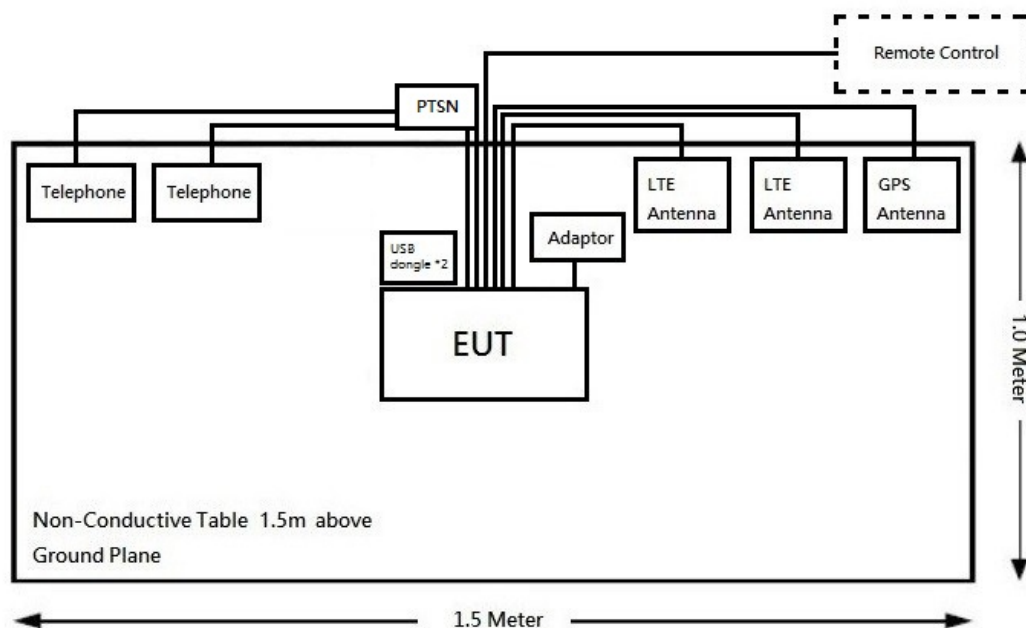 Remote Control
PTSN
Telephone
Telephone
LTE
Antenna
LTE
Antenna
GPS
Antenna
USB
dongle *2
Adaptor
EUT
1.0 Meter
Non-Conductive Table 1.5m above
Ground Plane
1.5 Meter